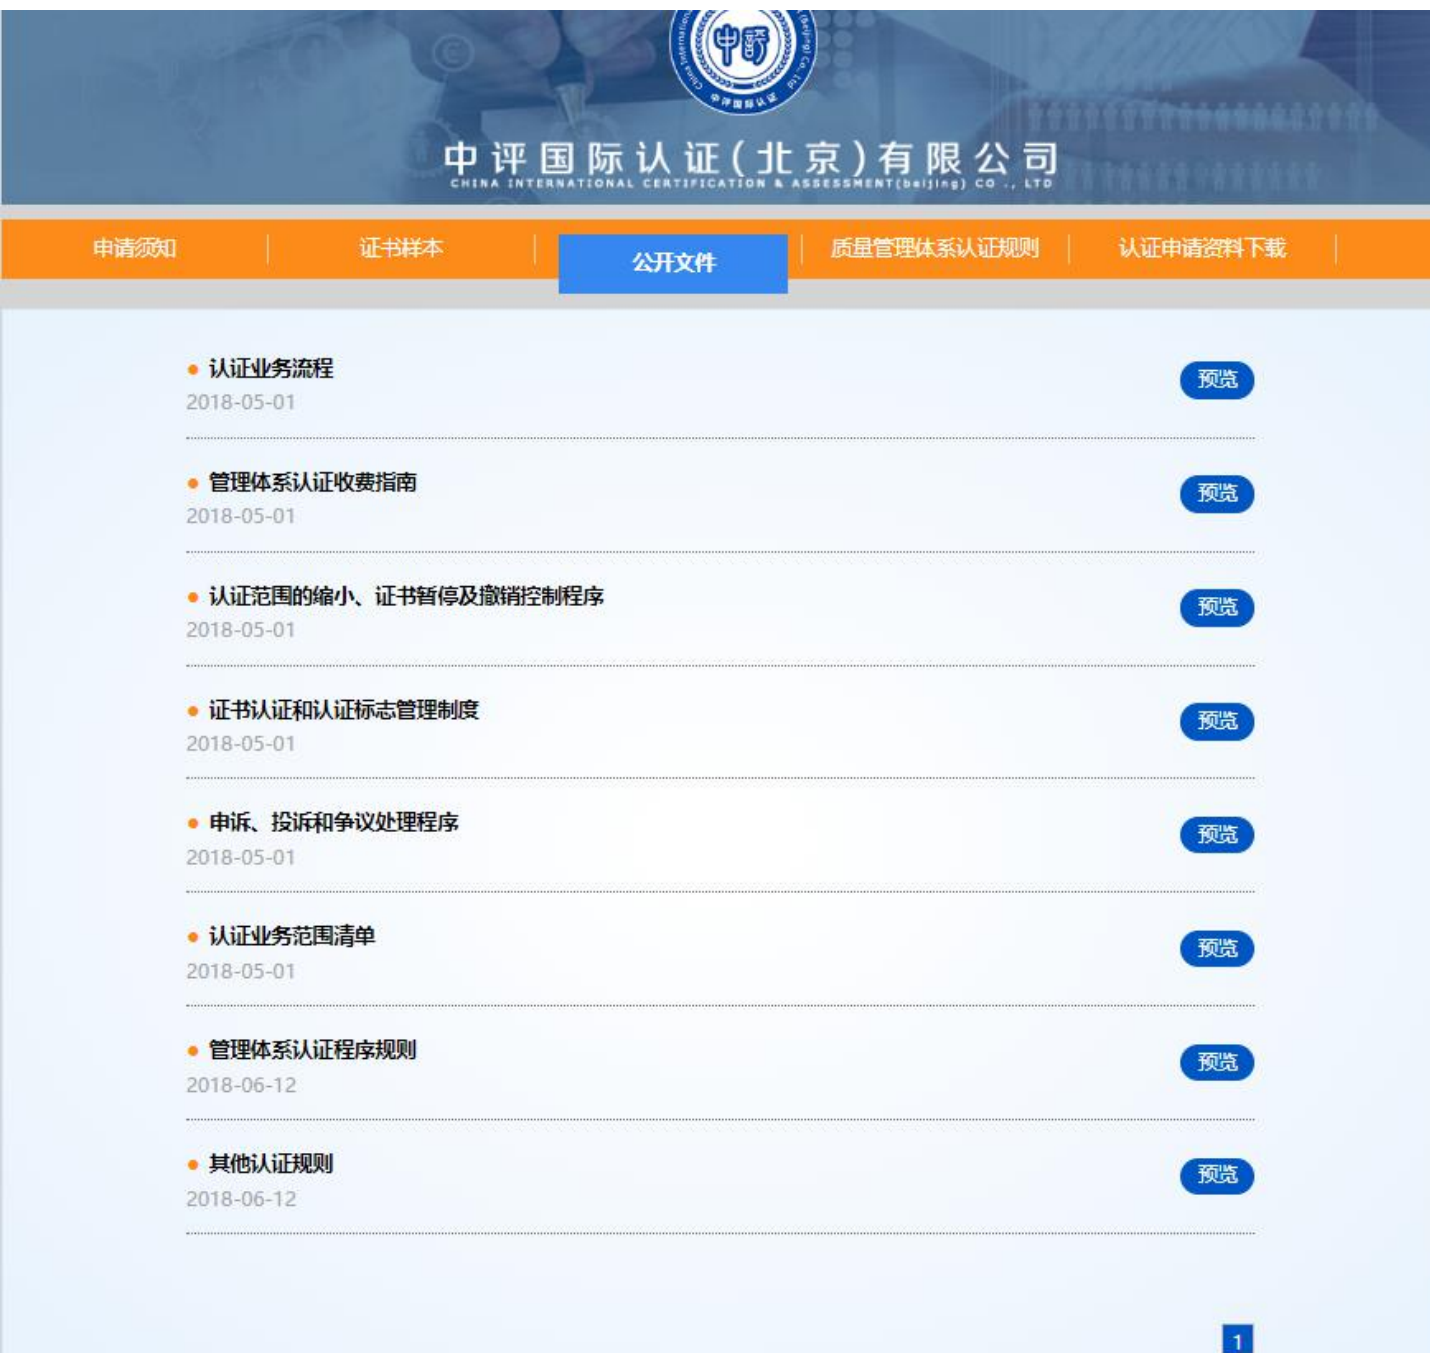 中評
中评国际认证
中评国际认证(北京)有限公司
CHINA INTERNATIONAL CERTIFICATION & ASSESSMENT(beijing) CO ., LTD
申请须知
证书样本
公开文件
质量管理体系认证规则
认证申请资料下载
认证业务流程
预览
2018-05-01
管理体系认证收费指南
预览
2018-05-01
认证范围的缩小、证书暂停及撤销控制程序
预览
2018-05-01
证书认证和认证标志管理制度
预览
2018-05-01
申诉、投诉和争议处理程序
预览
2018-05-01
认证业务范围清单
预览
2018-05-01
管理体系认证程序规则
预览
2018-06-12
其他认证规则
预览
2018-06-12
1